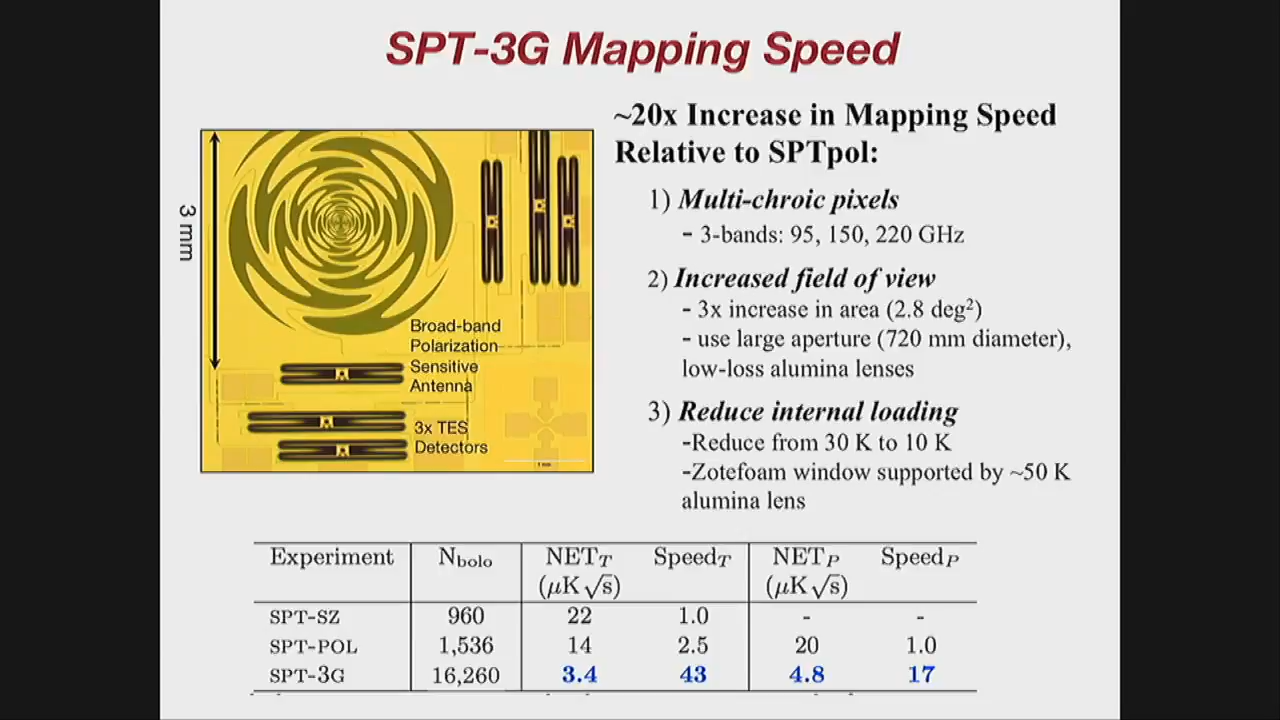 SPT-3G Mapping Speed
3 mm
Broad-band
Polarization
Sensitive
Antenna
3x TES
Detectors
~20x Increase in Mapping Speed
Relative to SPTpol:
1) Multi-chroic pixels
- 3-bands: 95, 150, 220 GHz
2) Increased field of view
- 3x increase in area (2.8 deg²)
- use large aperture (720 mm diameter),
low-loss alumina lenses
3) Reduce internal loading
-Reduce from 30 K to 10 K
-Zotefoam window supported by ~50 K
alumina lens
Experiment N_bolo NET_T Speed_T NET_P Speed_P
(μK√s) (μK√s)
SPT-SZ 960 22 1.0 - -
SPT-POL 1,536 14 2.5 20 1.0
SPT-3G 16,260 3.4 43 4.8 17